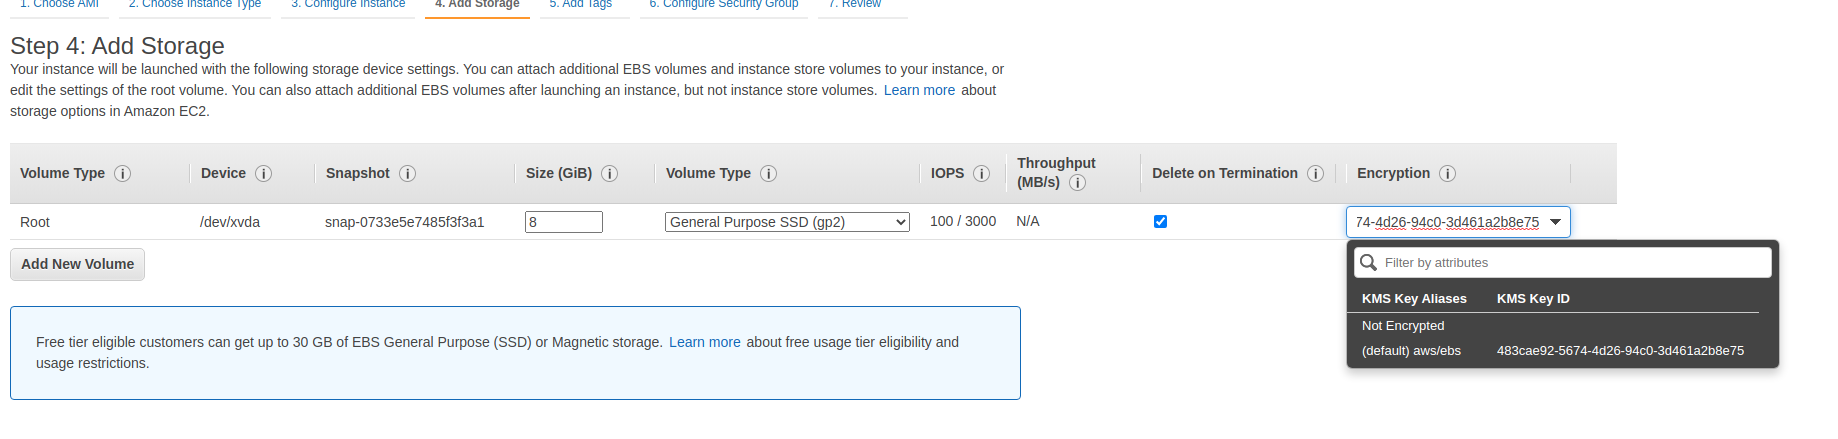 1. Choose AMI 2. Choose Instance Type 3. Configure Instance 4. Add Storage 5. Add Tags 6. Configure Security Group 7. Review
Step 4: Add Storage
Your instance will be launched with the following storage device settings. You can attach additional EBS volumes and instance store volumes to your instance, or
edit the settings of the root volume. You can also attach additional EBS volumes after launching an instance, but not instance store volumes. Learn more about
storage options in Amazon EC2.
Volume Type i Device i Snapshot i Size (GiB) i Volume Type i IOPS i Throughput (MB/s) i Delete on Termination i Encryption i
Root /dev/xvda snap-0733e5e7485f3f3a1 8 General Purpose SSD (gp2) 100 / 3000 N/A 74-4d26-94c0-3d461a2b8e75
Add New Volume
Filter by attributes
KMS Key Aliases KMS Key ID
Not Encrypted
(default) aws/ebs 483cae92-5674-4d26-94c0-3d461a2b8e75
Free tier eligible customers can get up to 30 GB of EBS General Purpose (SSD) or Magnetic storage. Learn more about free usage tier eligibility and
usage restrictions.